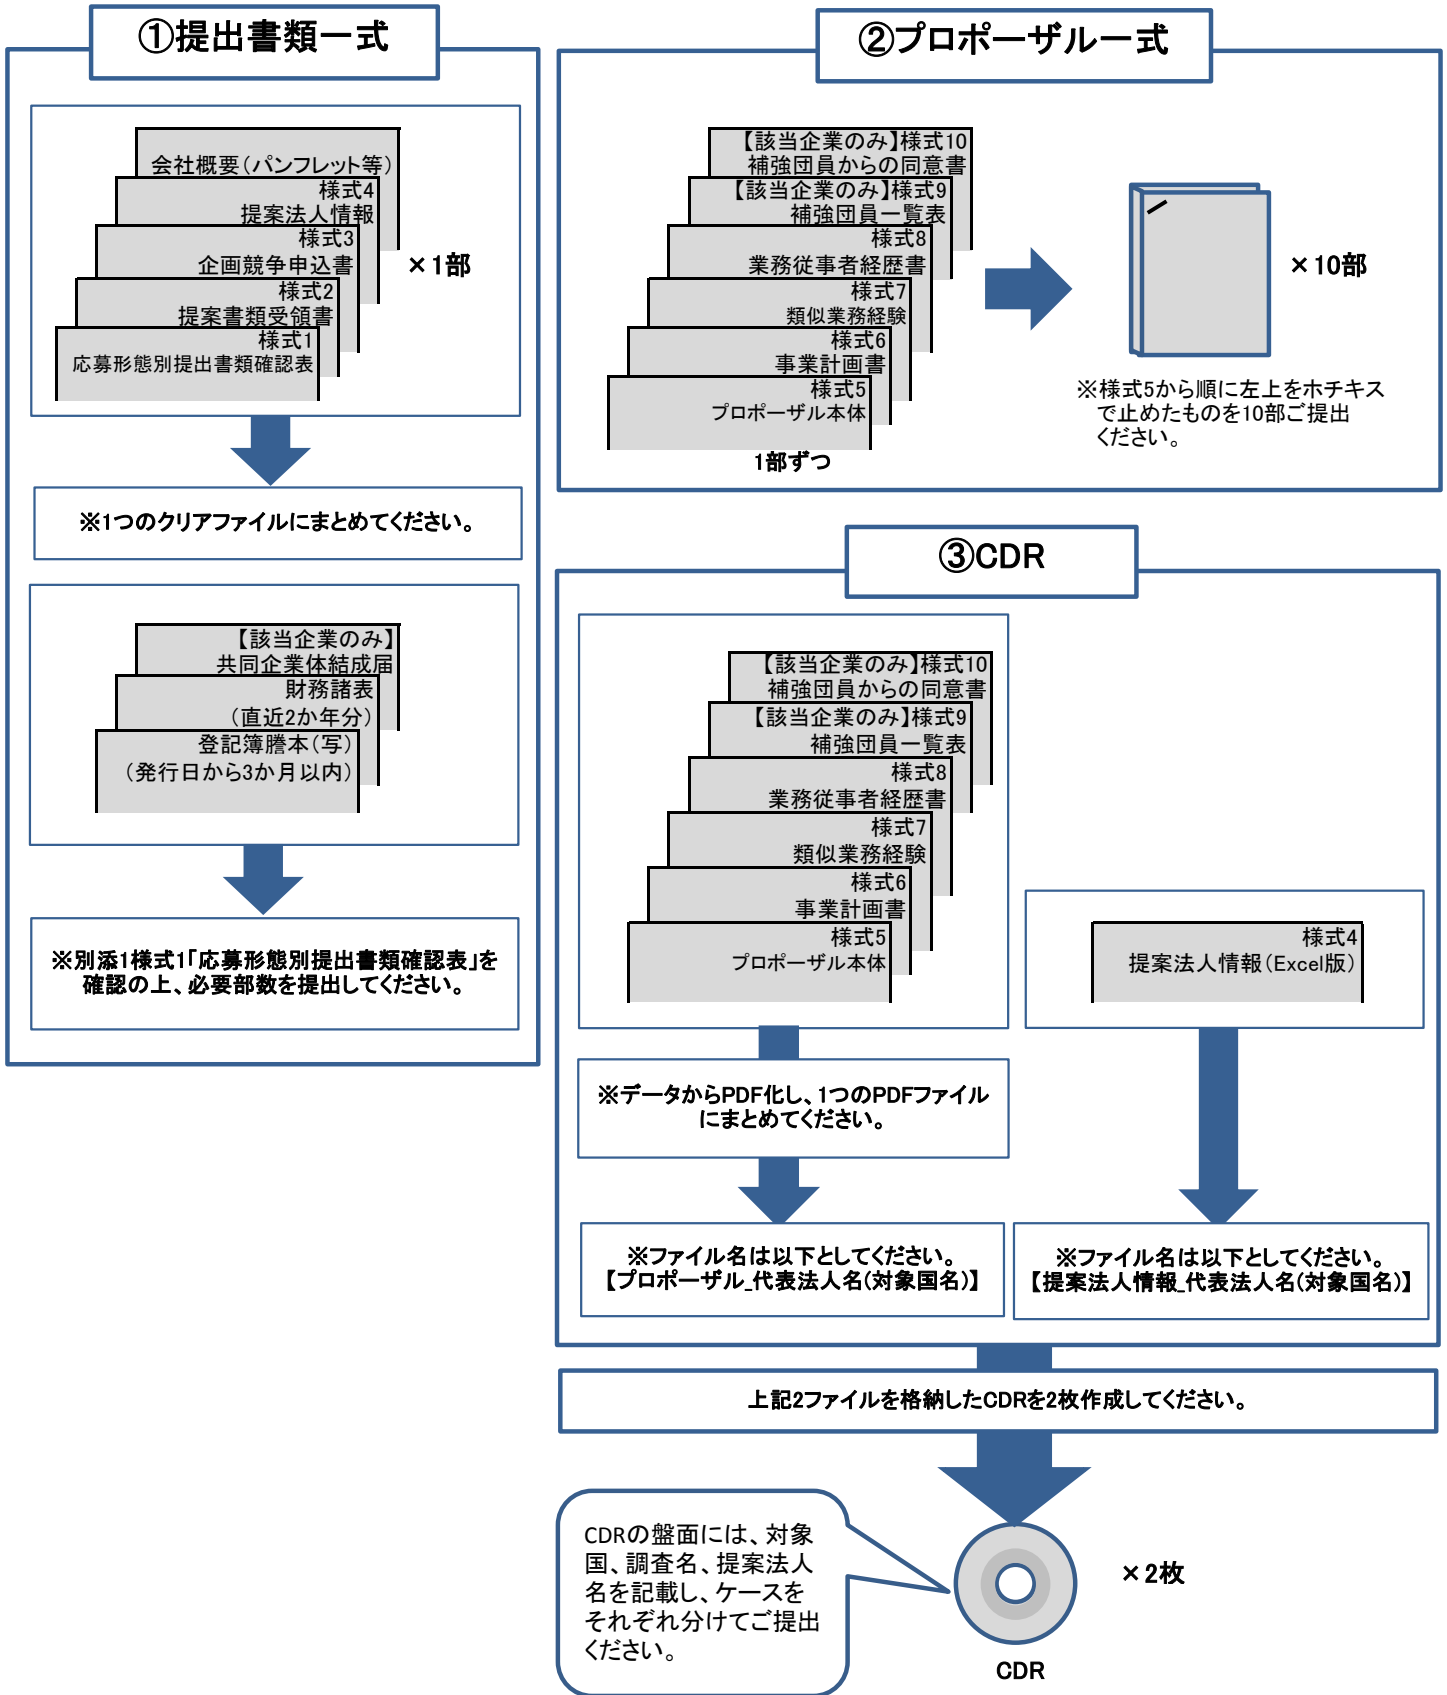 ①提出書類一式
会社概要（パンフレット等）
様式4
提案法人情報
様式3
企画競争申込書
様式2
提案書類受領書
様式1
応募形態別提出書類確認表
×1部
※1つのクリアファイルにまとめてください。
【該当企業のみ】
共同企業体結成届
財務諸表
（直近2か年分）
登記簿謄本（写）
（発行日から3か月以内）
※別添1様式1「応募形態別提出書類確認表」を
確認の上、必要部数を提出してください。
②プロポーザル一式
【該当企業のみ】様式10
補強団員からの同意書
【該当企業のみ】様式9
補強団員一覧表
様式8
業務従事者経歴書
様式7
類似業務経験
様式6
事業計画書
様式5
プロポーザル本体
1部ずつ
×10部
※様式5から順に左上をホチキス
で止めたものを10部ご提出
ください。
③CDR
【該当企業のみ】様式10
補強団員からの同意書
【該当企業のみ】様式9
補強団員一覧表
様式8
業務従事者経歴書
様式7
類似業務経験
様式6
事業計画書
様式5
プロポーザル本体
様式4
提案法人情報（Excel版）
※データからPDF化し、1つのPDFファイル
にまとめてください。
※ファイル名は以下としてください。
【プロポーザル_代表法人名(対象国名)】
※ファイル名は以下としてください。
【提案法人情報_代表法人名(対象国名)】
上記2ファイルを格納したCDRを2枚作成してください。
CDRの盤面には、対象
国、調査名、提案法人
名を記載し、ケースを
それぞれ分けてご提出
ください。
×2枚
CDR